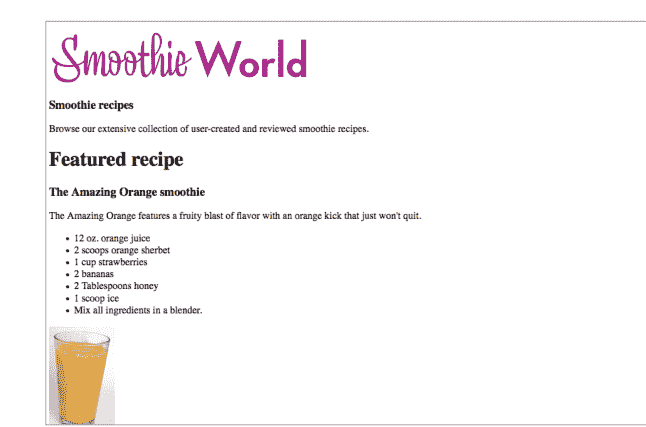 Smoothie World
Smoothie recipes
Browse our extensive collection of user-created and reviewed smoothie recipes.
Featured recipe
The Amazing Orange smoothie
The Amazing Orange features a fruity blast of flavor with an orange kick that just won't quit.
• 12 oz. orange juice
• 2 scoops orange sherbet
• 1 cup strawberries
• 2 bananas
• 2 Tablespoons honey
• 1 scoop ice
• Mix all ingredients in a blender.